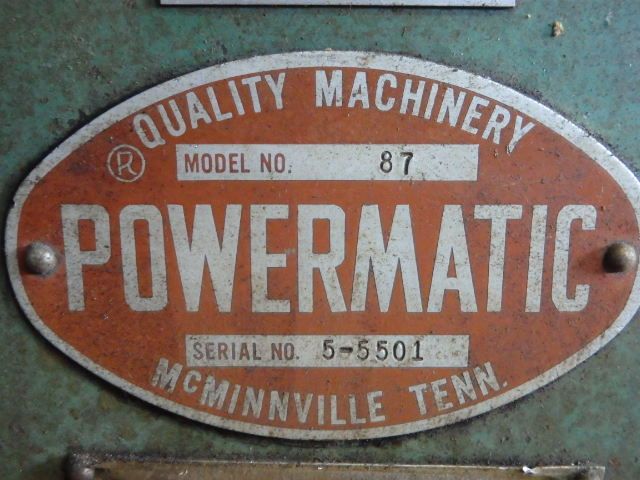 QUALITY MACHINERY
®
MODEL NO. 87
POWERMATIC
SERIAL NO. 5-5501
MCMINNVILLE TENN.